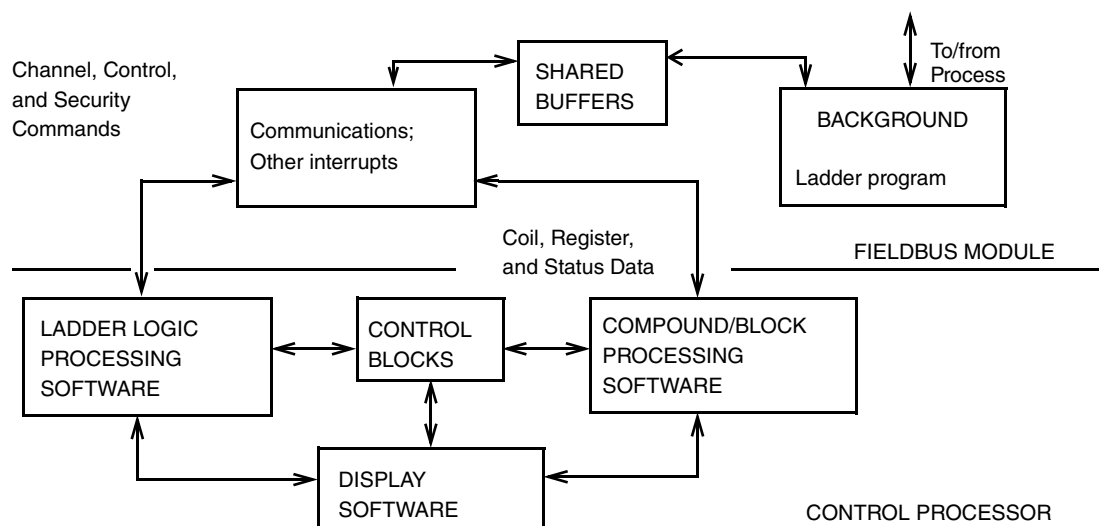 Channel, Control,
and Security
Commands
SHARED
BUFFERS
To/from
Process
Communications;
Other interrupts
BACKGROUND
Ladder program
Coil, Register,
and Status Data
FIELDBUS MODULE
LADDER LOGIC
PROCESSING
SOFTWARE
CONTROL
BLOCKS
COMPOUND/BLOCK
PROCESSING
SOFTWARE
DISPLAY
SOFTWARE
CONTROL PROCESSOR